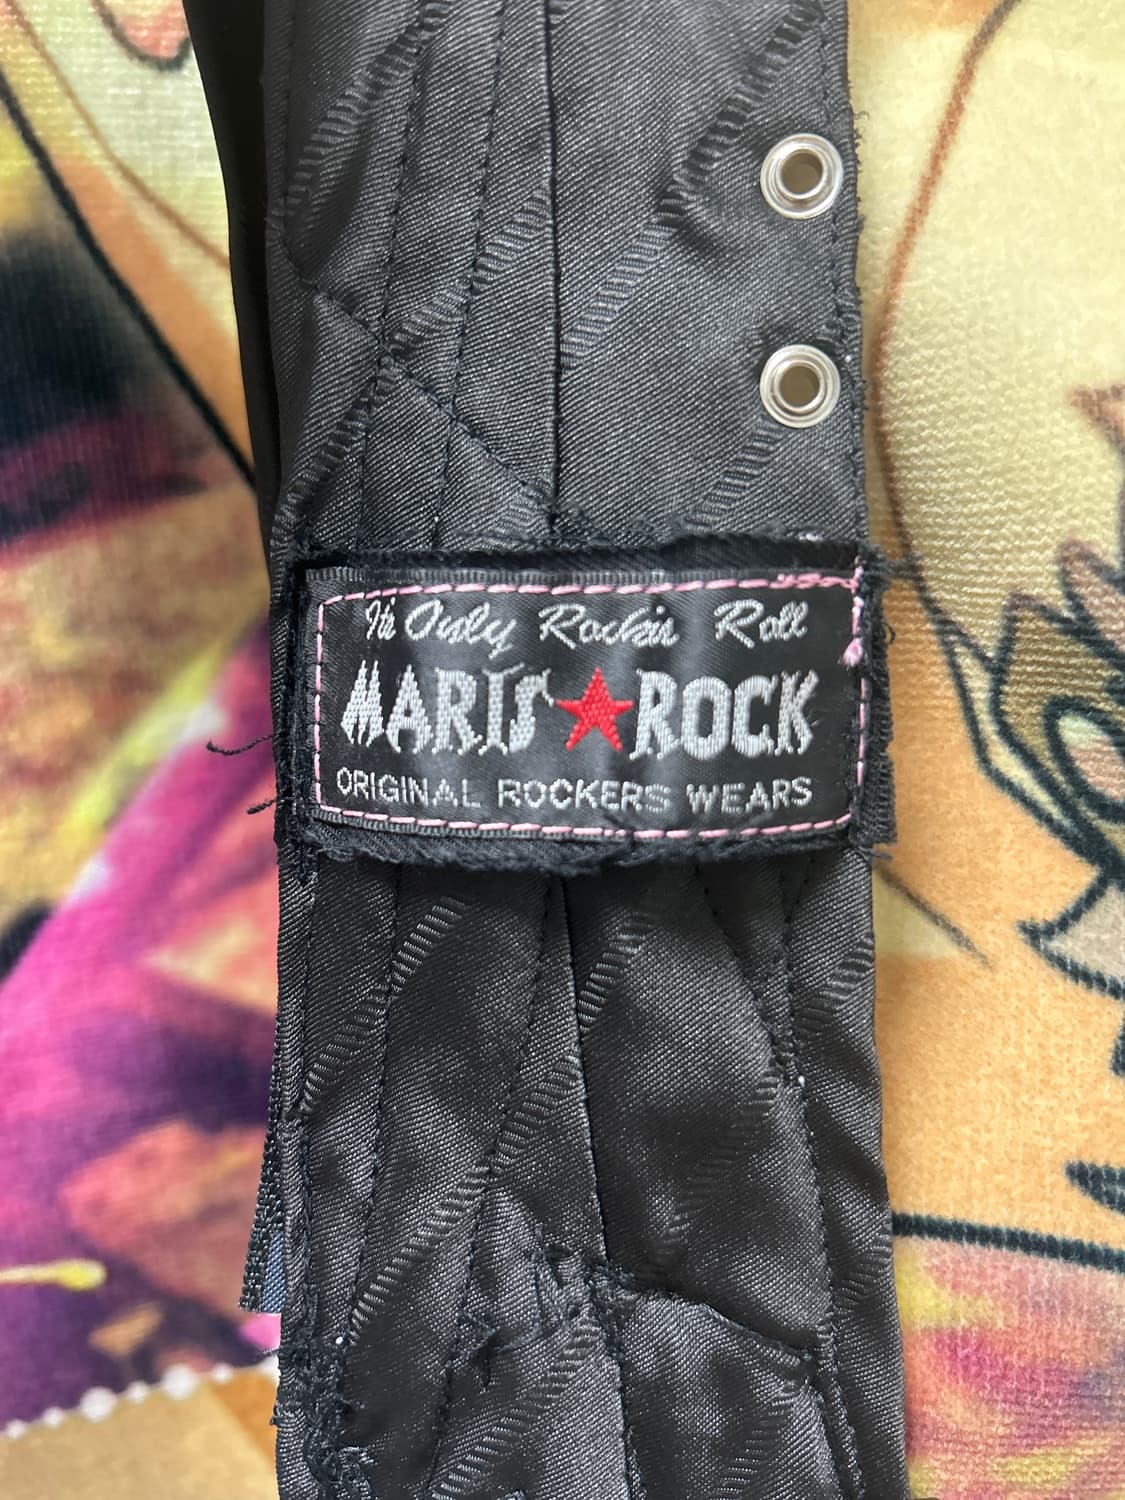 It's Only Rock'n Roll
MARIS★ROCK
ORIGINAL ROCKERS WEARS